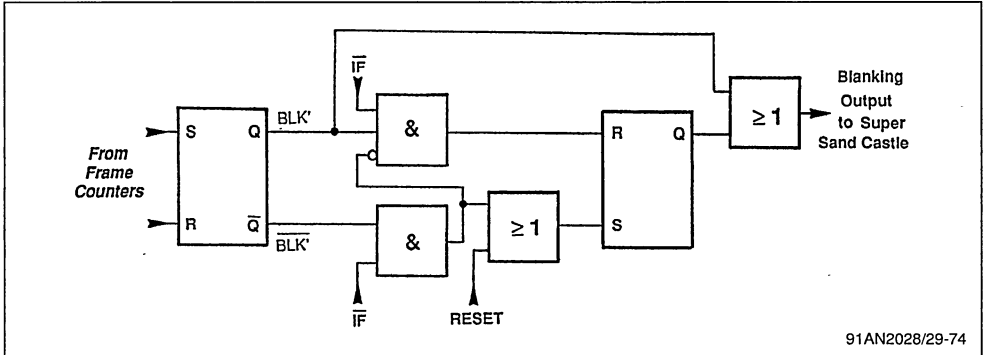 IF
Blanking
Output
to Super
Sand Castle
≥ 1
BLK'
&
S
Q
R
Q
From
Frame
Counters
R
Q
BLK'
≥ 1
S
&
IF
RESET
91AN2028/29-74